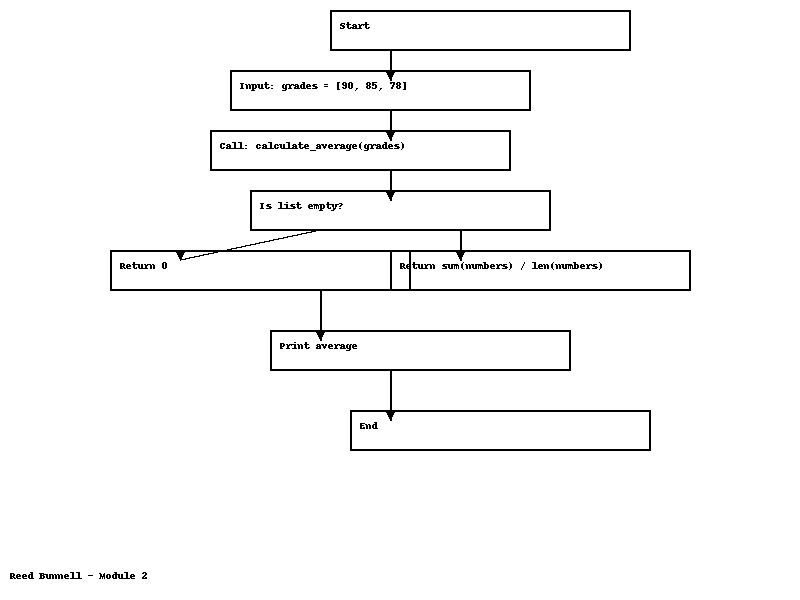 Start
Input: grades = [90, 85, 78]
Call: calculate_average(grades)
Is list empty?
Return 0
Return sum(numbers) / len(numbers)
Print average
End
Reed Bunnell - Module 2